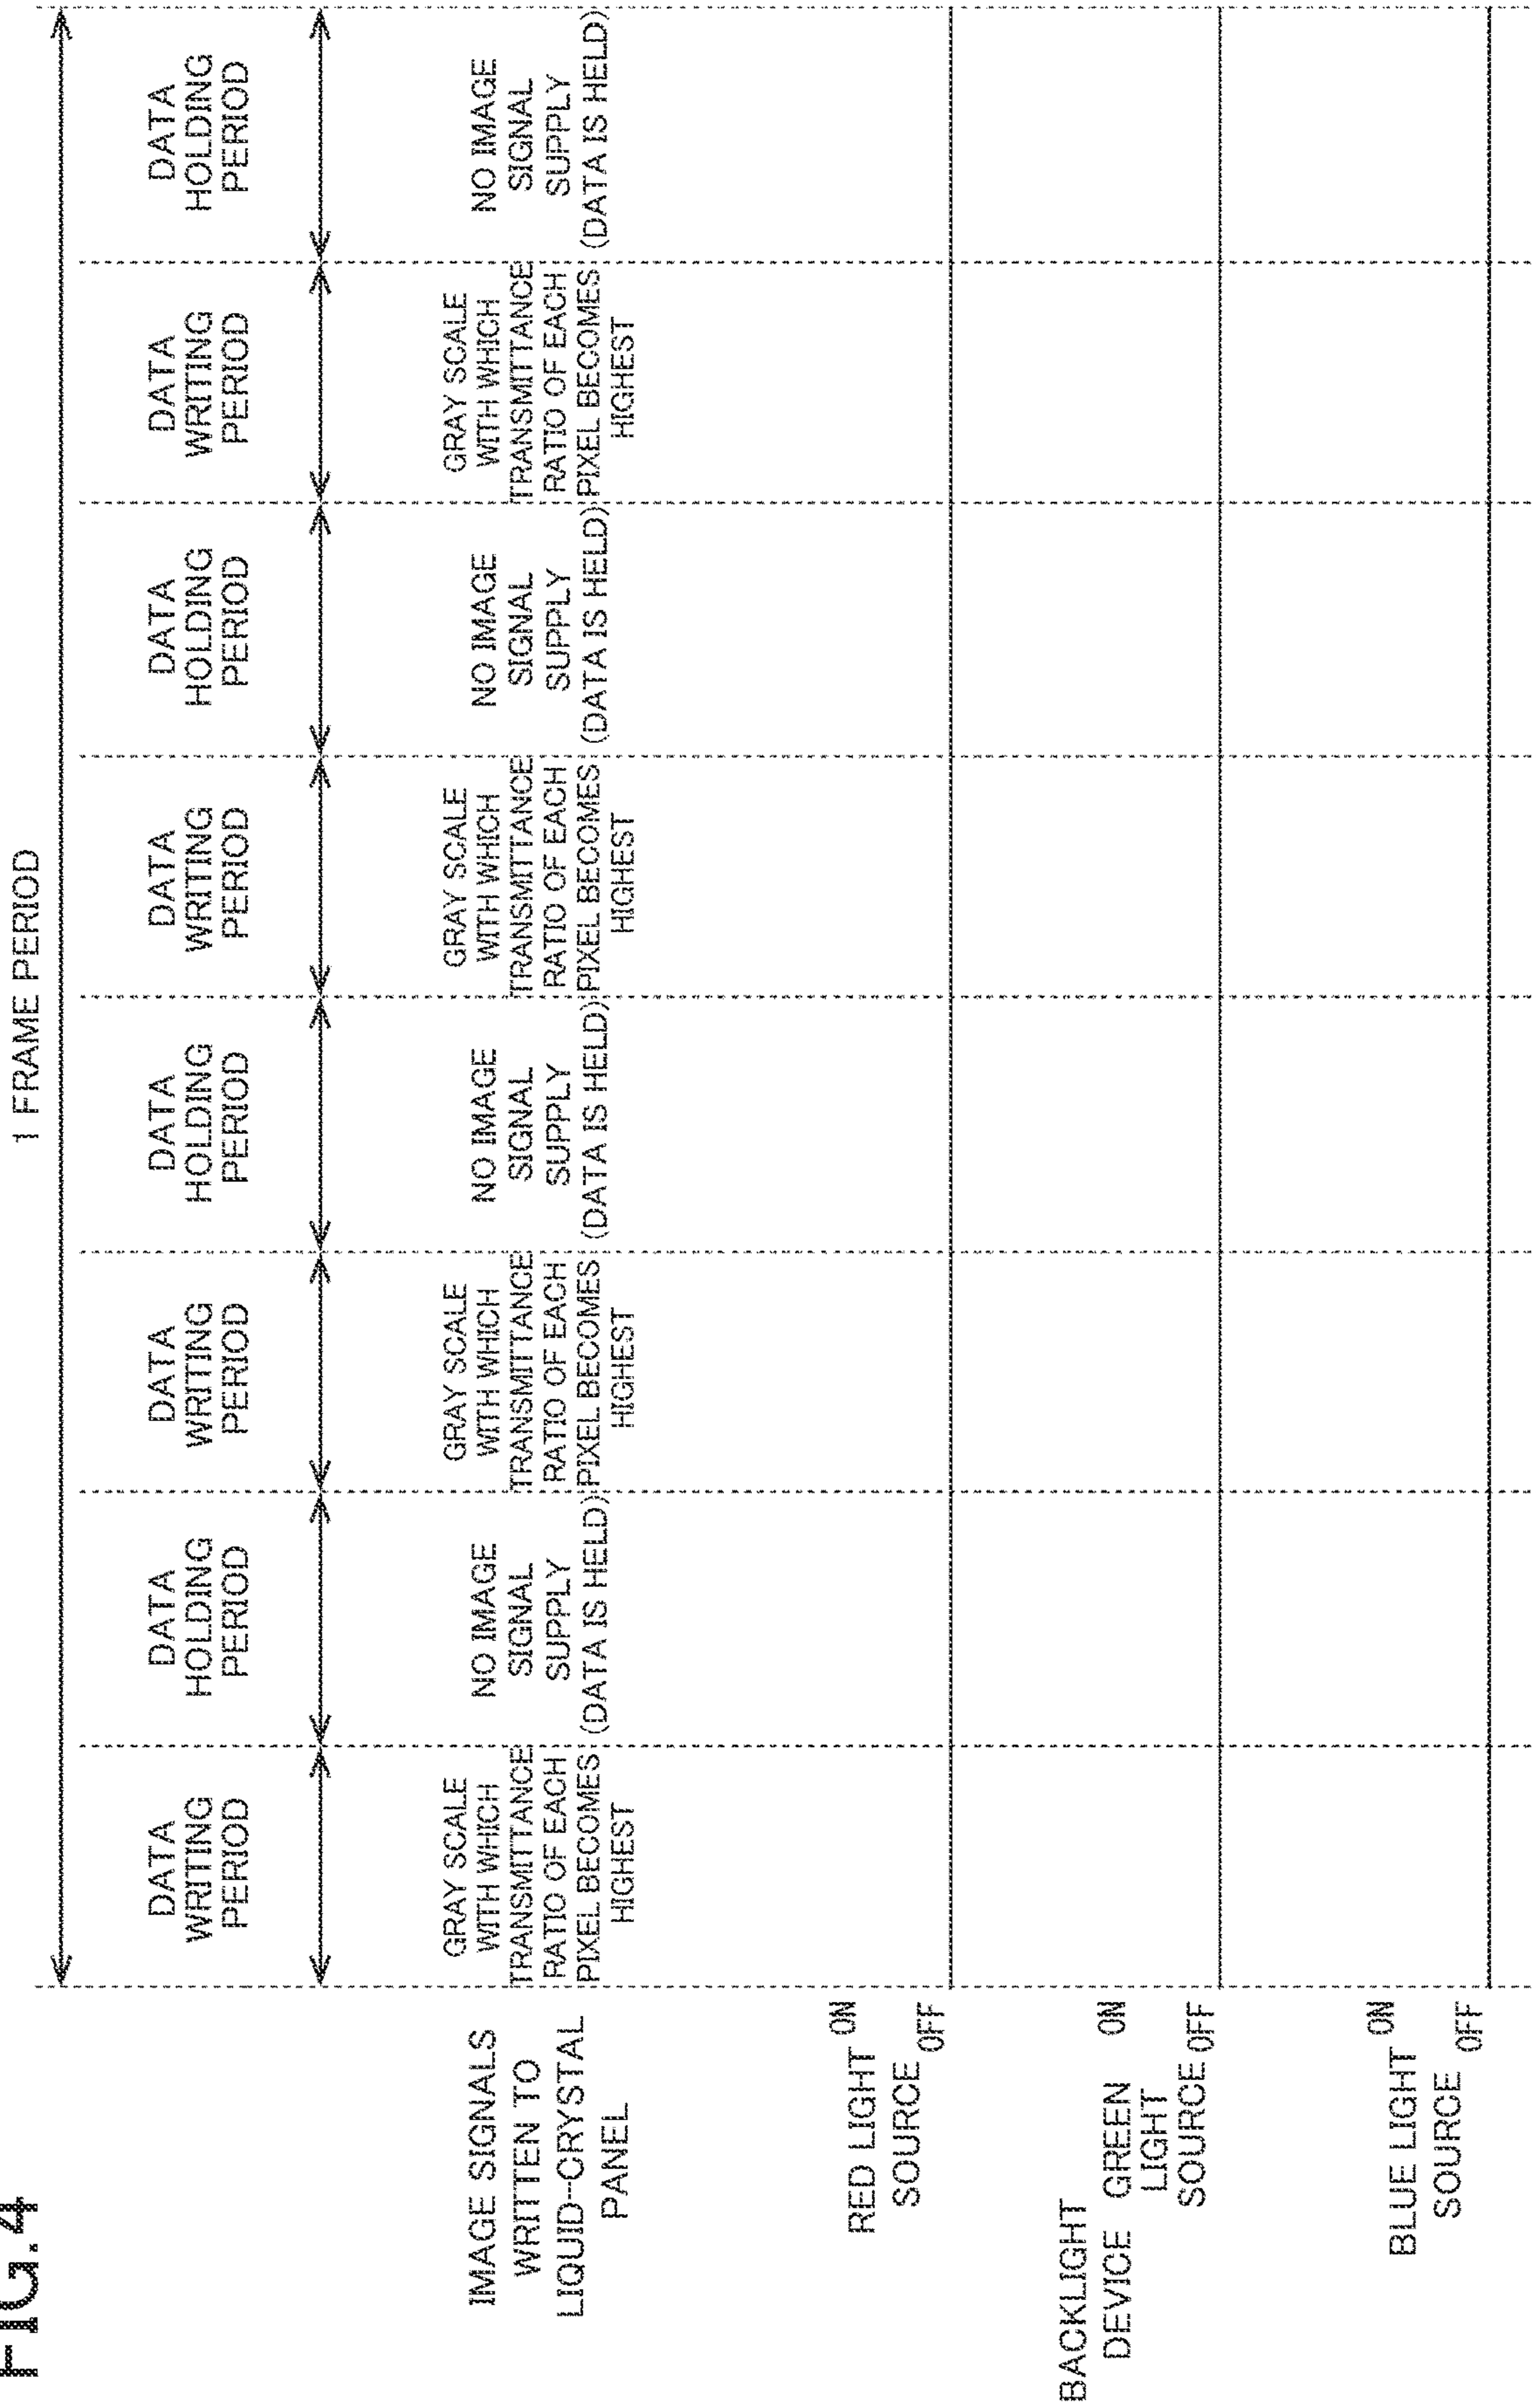 FIG.4
1 FRAME PERIOD
DATA
WRITING
PERIOD
DATA
HOLDING
PERIOD
DATA
WRITING
PERIOD
DATA
HOLDING
PERIOD
DATA
WRITING
PERIOD
DATA
HOLDING
PERIOD
DATA
WRITING
PERIOD
DATA
HOLDING
PERIOD
IMAGE SIGNALS
WRITTEN TO
LIQUID-CRYSTAL
PANEL
GRAY SCALE
WITH WHICH
TRANSMITTANCE
RATIO OF EACH
PIXEL BECOMES
HIGHEST
NO IMAGE
SIGNAL
SUPPLY
(DATA IS HELD)
GRAY SCALE
WITH WHICH
TRANSMITTANCE
RATIO OF EACH
PIXEL BECOMES
HIGHEST
NO IMAGE
SIGNAL
SUPPLY
(DATA IS HELD)
GRAY SCALE
WITH WHICH
TRANSMITTANCE
RATIO OF EACH
PIXEL BECOMES
HIGHEST
NO IMAGE
SIGNAL
SUPPLY
(DATA IS HELD)
GRAY SCALE
WITH WHICH
TRANSMITTANCE
RATIO OF EACH
PIXEL BECOMES
HIGHEST
NO IMAGE
SIGNAL
SUPPLY
(DATA IS HELD)
BACKLIGHT
DEVICE
RED LIGHT
SOURCE
ON
OFF
GREEN
LIGHT
SOURCE
ON
OFF
BLUE LIGHT
SOURCE
ON
OFF